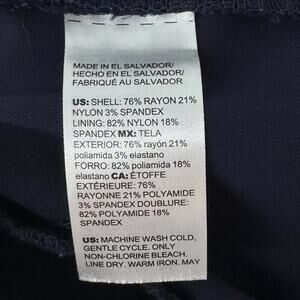 MADE IN EL SALVADOR/
HECHO EN EL SALVADOR/
FABRIQUÉ AU SALVADOR
US: SHELL: 76% RAYON 21%
NYLON 3% SPANDEX
LINING: 82% NYLON 18%
SPANDEX MX: TELA
EXTERIOR: 76% rayón 21%
poliamida 3% elastano
FORRO: 82% poliamida 18%
elastano CA: ÉTOFFE
EXTÉRIEURE: 76%
RAYONNE 21% POLYAMIDE
3% SPANDEX DOUBLURE:
82% POLYAMIDE 18%
SPANDEX
US: MACHINE WASH COLD,
GENTLE CYCLE. ONLY
NON-CHLORINE BLEACH.
LINE DRY. WARM IRON. MAY